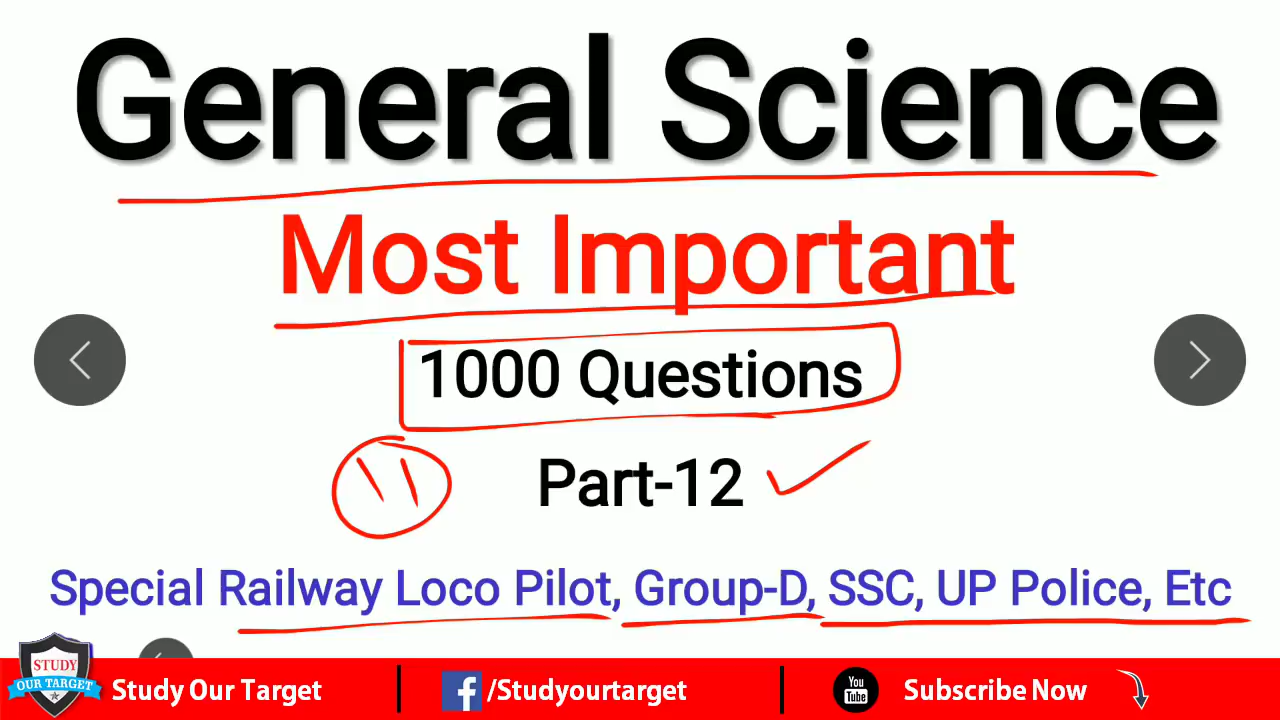 General Science
Most Important
1000 Questions
11
Part-12
Special Railway Loco Pilot, Group-D, SSC, UP Police, Etc
STUDY
OUR TARGET
Study Our Target
f /Studyourtarget
You
Tube
Subscribe Now